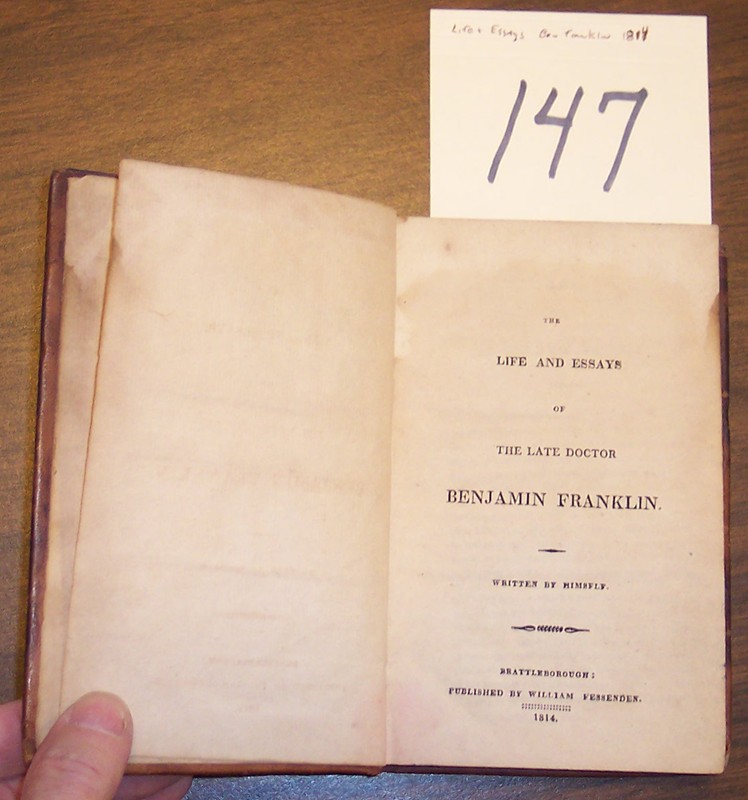 Life + Essays Ben Franklin 1814
147
THE
LIFE AND ESSAYS
OF
THE LATE DOCTOR
BENJAMIN FRANKLIN.
WRITTEN BY HIMSELF.
BRATTLEBOROUGH:
PUBLISHED BY WILLIAM FESSENDEN.
1814.